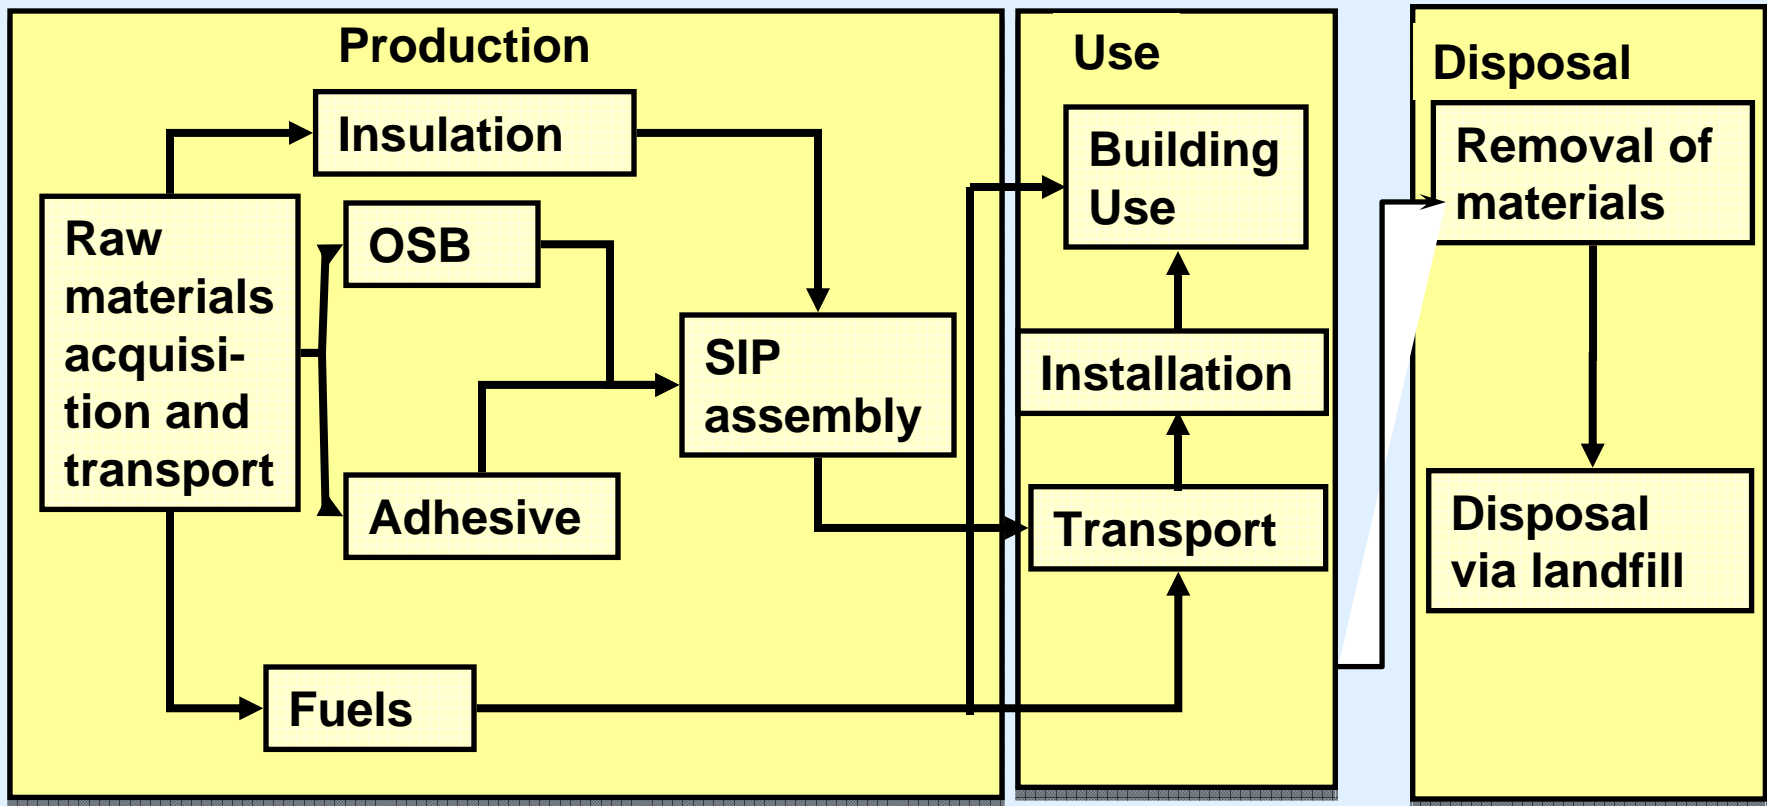 Production
Insulation
Raw
materials
acquisi-
tion and
transport
OSB
Adhesive
SIP
assembly
Fuels
Use
Building
Use
Installation
Transport
Disposal
Removal of
materials
Disposal
via landfill